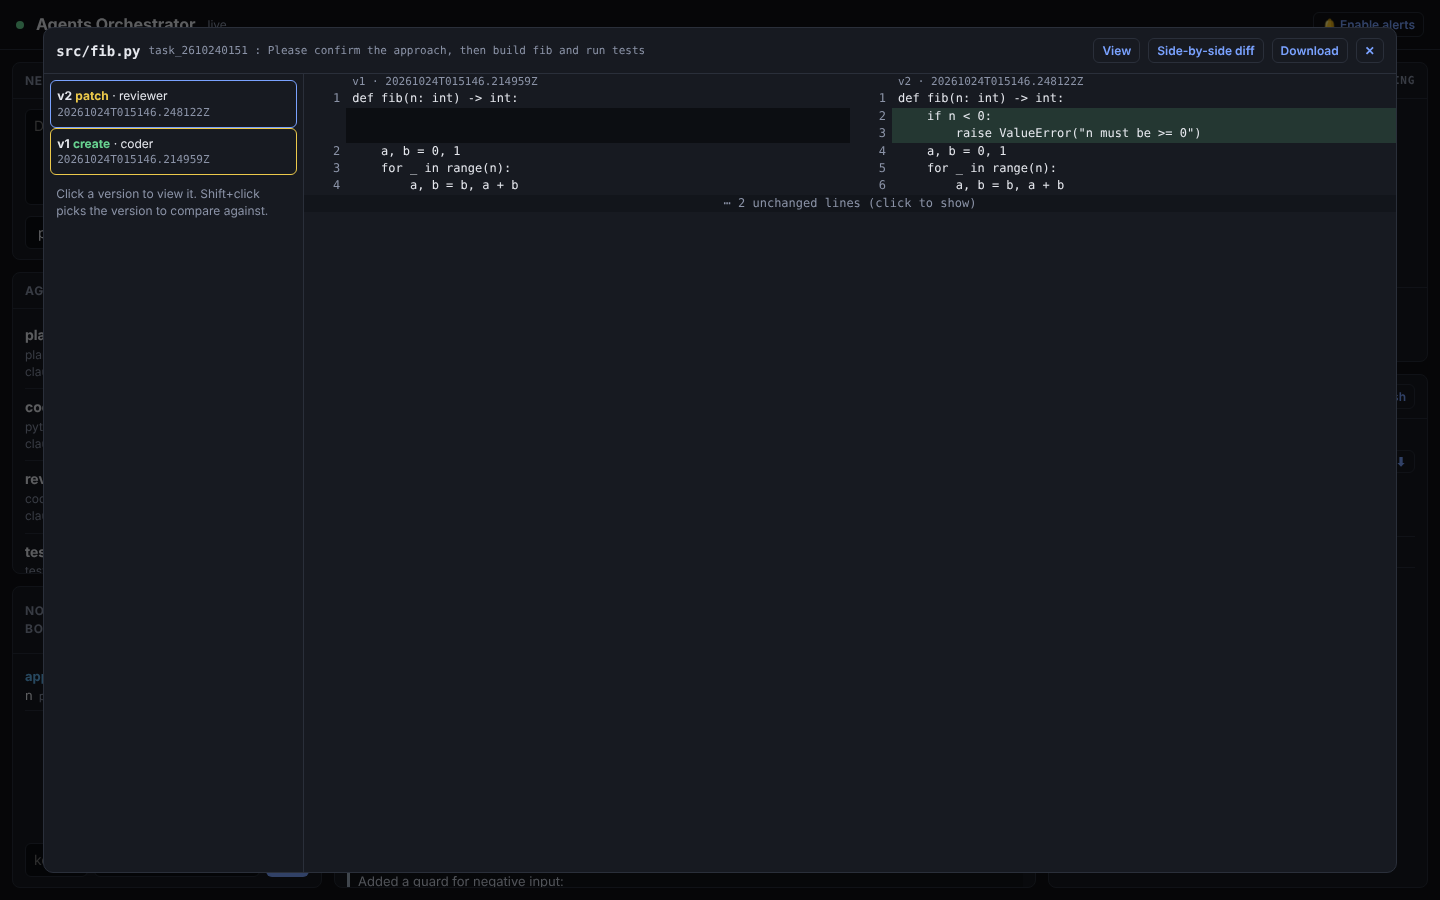 Agents Orchestrator live
🔔 Enable alerts
src/fib.py task_2610240151 : Please confirm the approach, then build fib and run tests
View Side-by-side diff Download ✕
v2 patch · reviewer
20261024T015146.248122Z
v1 create · coder
20261024T015146.214959Z
Click a version to view it. Shift+click
picks the version to compare against.
v1 · 20261024T015146.214959Z
1 def fib(n: int) -> int:
2     a, b = 0, 1
3     for _ in range(n):
4         a, b = b, a + b
v2 · 20261024T015146.248122Z
1 def fib(n: int) -> int:
2     if n < 0:
3         raise ValueError("n must be >= 0")
4     a, b = 0, 1
5     for _ in range(n):
6         a, b = b, a + b
⋯ 2 unchanged lines (click to show)
Added a guard for negative input: